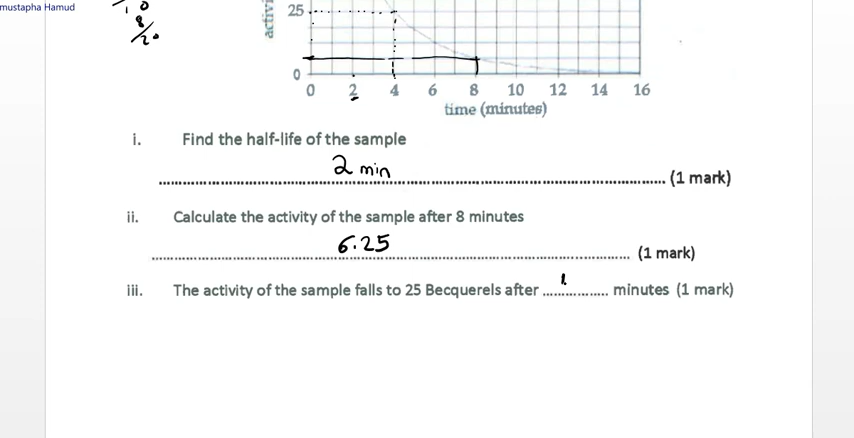 mustapha Hamud
8
activi
25
0
0 2 4 6 8 10 12 14 16
time (minutes)
i. Find the half-life of the sample
2 min
(1 mark)
ii. Calculate the activity of the sample after 8 minutes
6.25
(1 mark)
iii. The activity of the sample falls to 25 Becquerels after ................ minutes (1 mark)